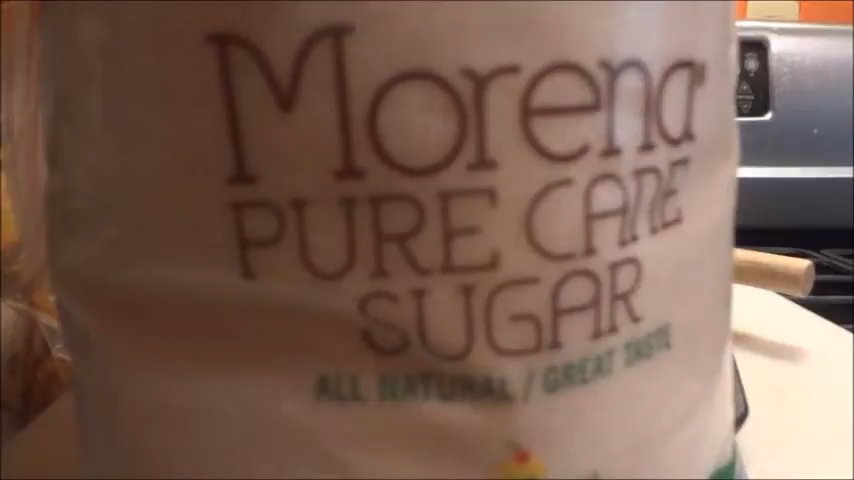 Morena
PURE CANE
SUGAR
ALL NATURAL / GREAT TASTE